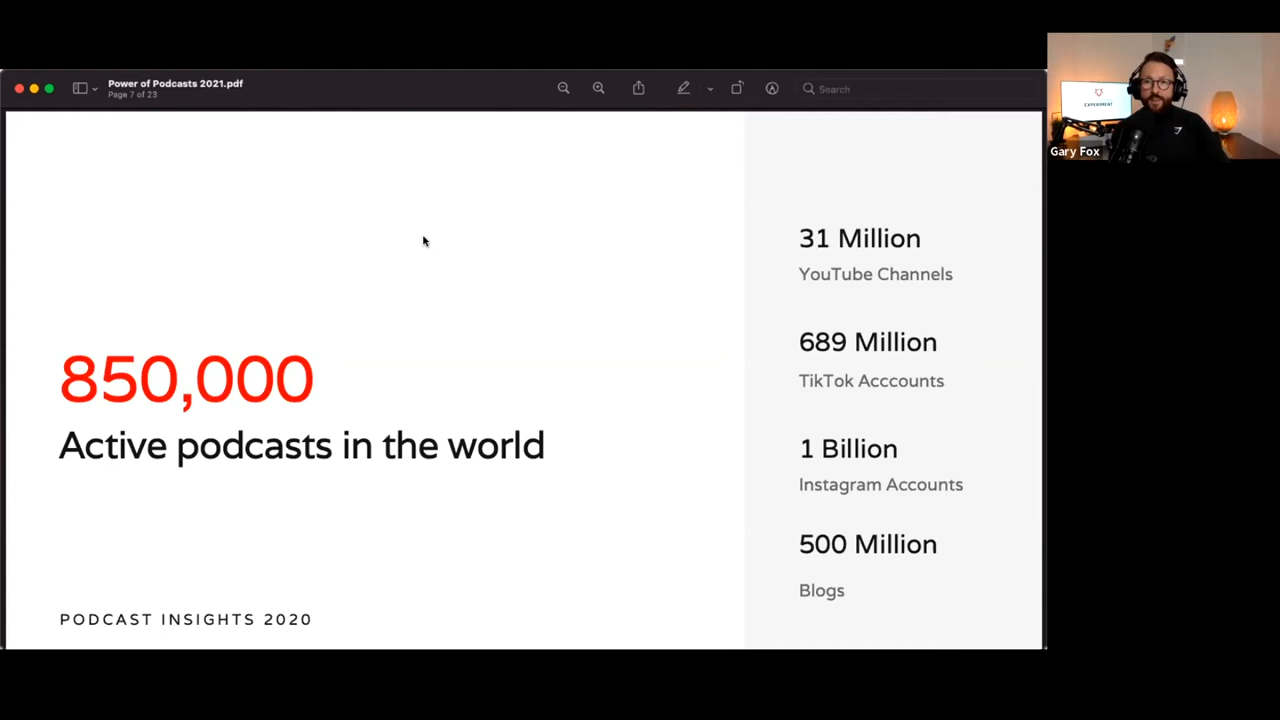 Power of Podcasts 2021.pdf
Page 7 of 23
Search
850,000
Active podcasts in the world
PODCAST INSIGHTS 2020
31 Million
YouTube Channels
689 Million
TikTok Acccounts
1 Billion
Instagram Accounts
500 Million
Blogs
EXPERIMENT
Gary Fox